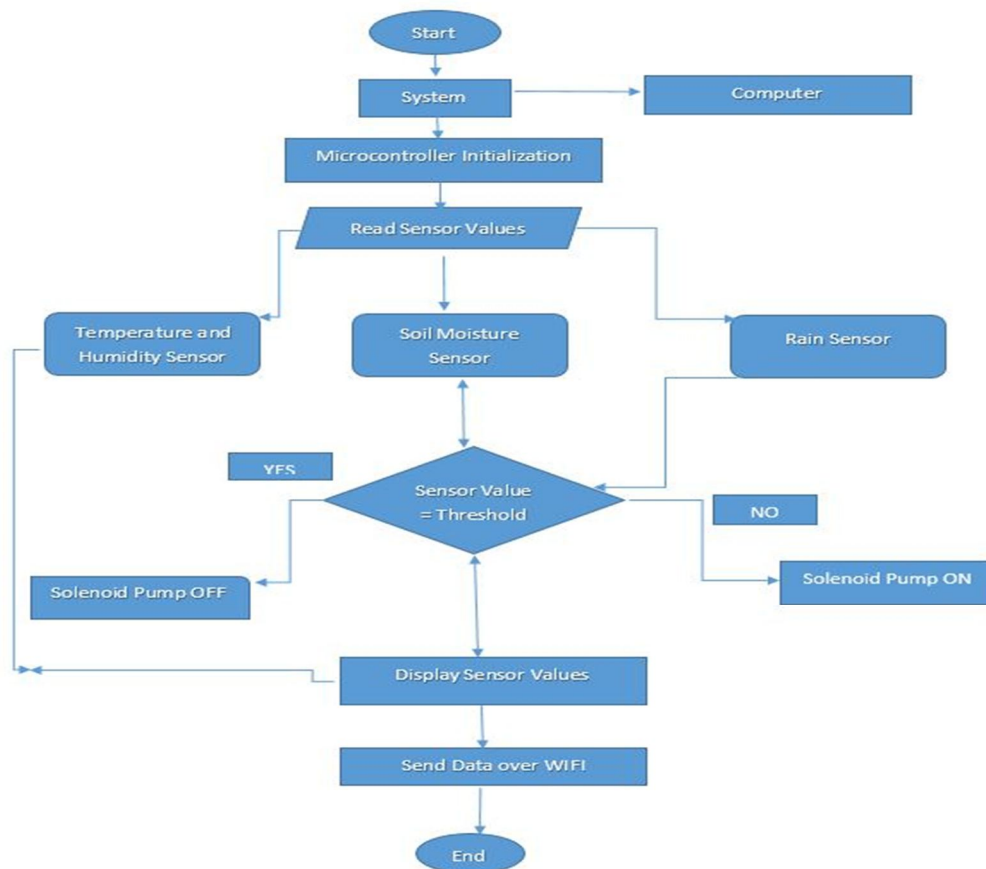 Start
System
Computer
Microcontroller Initialization
Read Sensor Values
Temperature and
Humidity Sensor
Soil Moisture
Sensor
Rain Sensor
YES
Sensor Value
= Threshold
NO
Solenoid Pump OFF
Solenoid Pump ON
Display Sensor Values
Send Data over WIFI
End